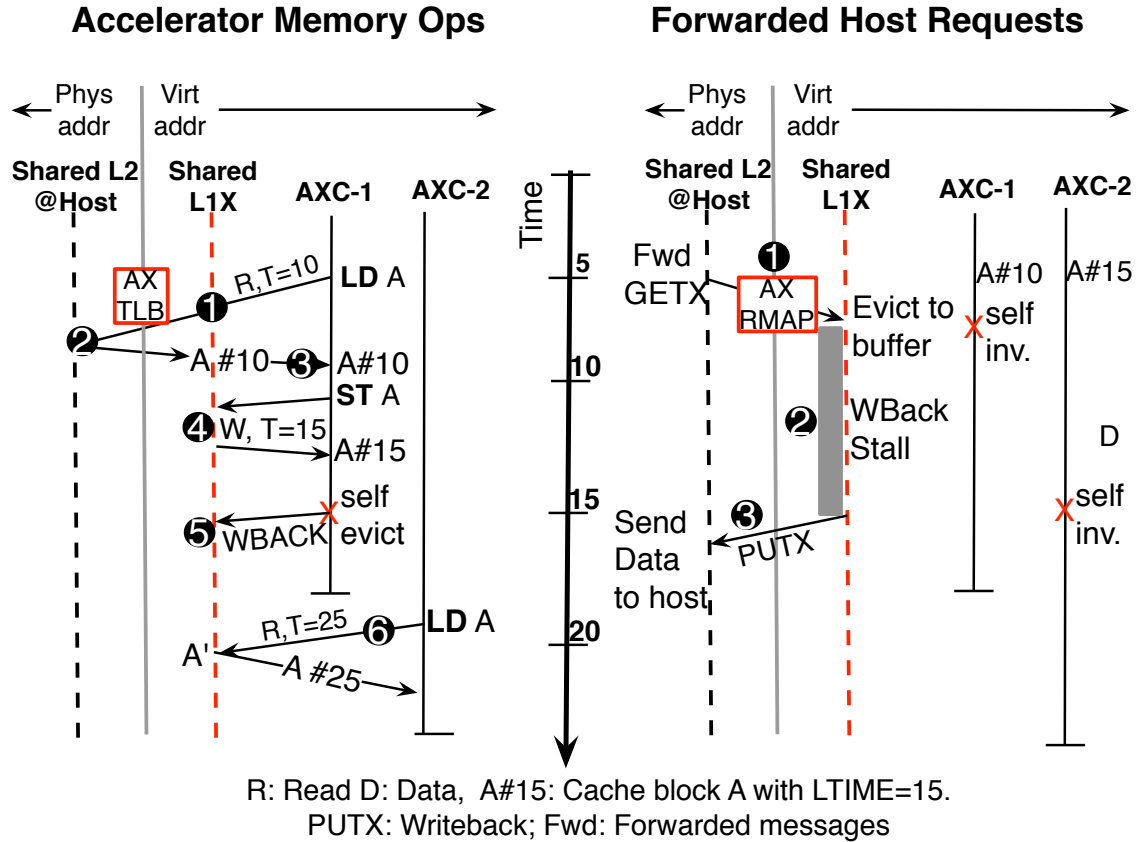 Accelerator Memory Ops
Phys
addr
Virt
addr
Shared L2
@Host
Shared
L1X
AXC-1
AXC-2
AX
TLB
R,T=10
LD A
1
2
A #10
3
A#10
ST A
4
W, T=15
A#15
self
evict
5
WBACK
R,T=25
6
LD A
A'
A #25
Time
5
10
15
20
Forwarded Host Requests
Phys
addr
Virt
addr
Shared L2
@Host
Shared
L1X
AXC-1
AXC-2
Fwd
GETX
1
AX
RMAP
Evict to
buffer
A#10
A#15
self
inv.
2
WBack
Stall
D
self
inv.
3
Send
Data
to host
PUTX
R: Read D: Data, A#15: Cache block A with LTIME=15.
PUTX: Writeback; Fwd: Forwarded messages